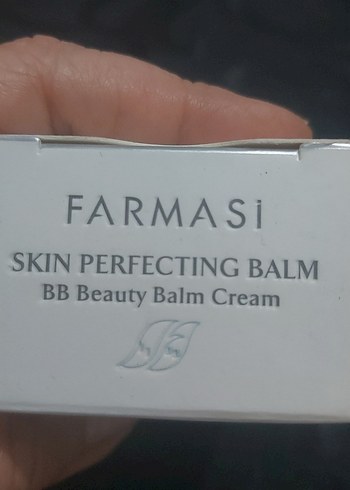 FARMASi
SKIN PERFECTING BALM
BB Beauty Balm Cream